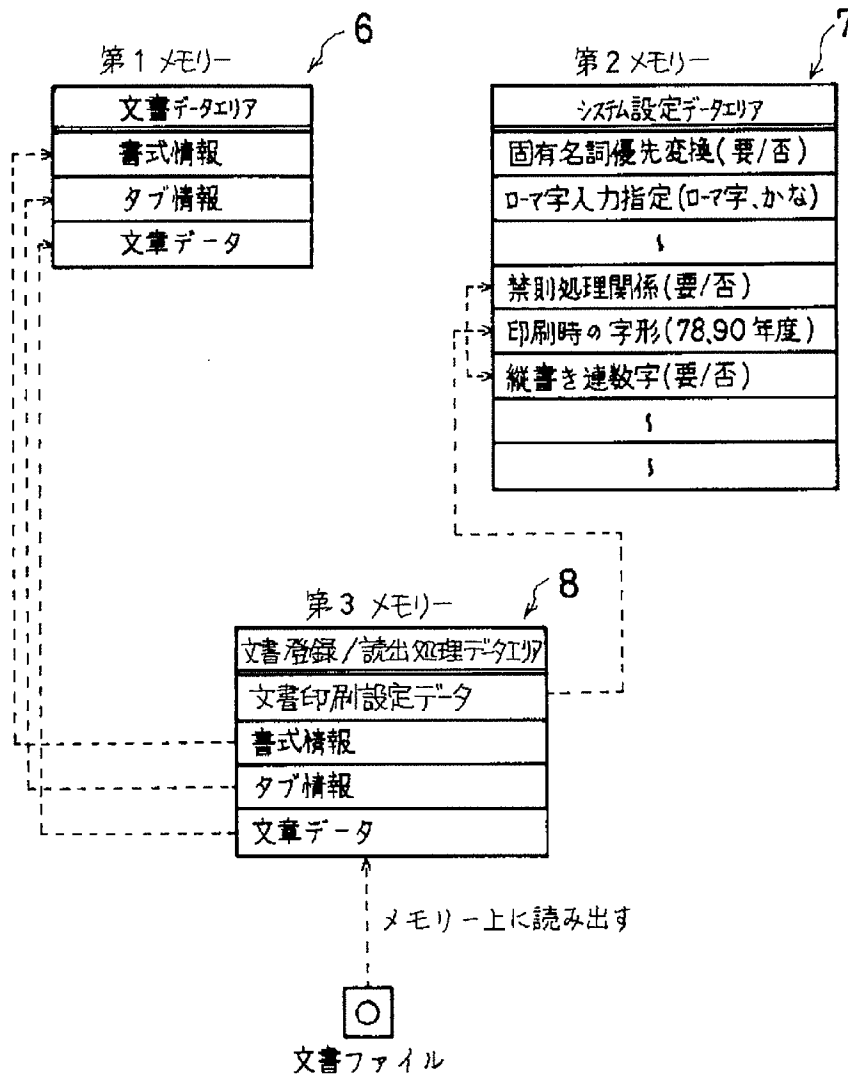 6
第1 メモリー
文書データエリア
書式情報
タブ情報
文章データ
7
第2 メモリー
システム設定データエリア
固有名詞優先変換(要/否)
ローマ字入力指定(ローマ字、かな)
禁則処理関係(要/否)
印刷時の字形(78,90年度)
縦書き連数字(要/否)
8
第3 メモリー
文書登録/読出処理データエリア
文書印刷設定データ
書式情報
タブ情報
文章データ
メモリー上に読み出す
文書ファイル